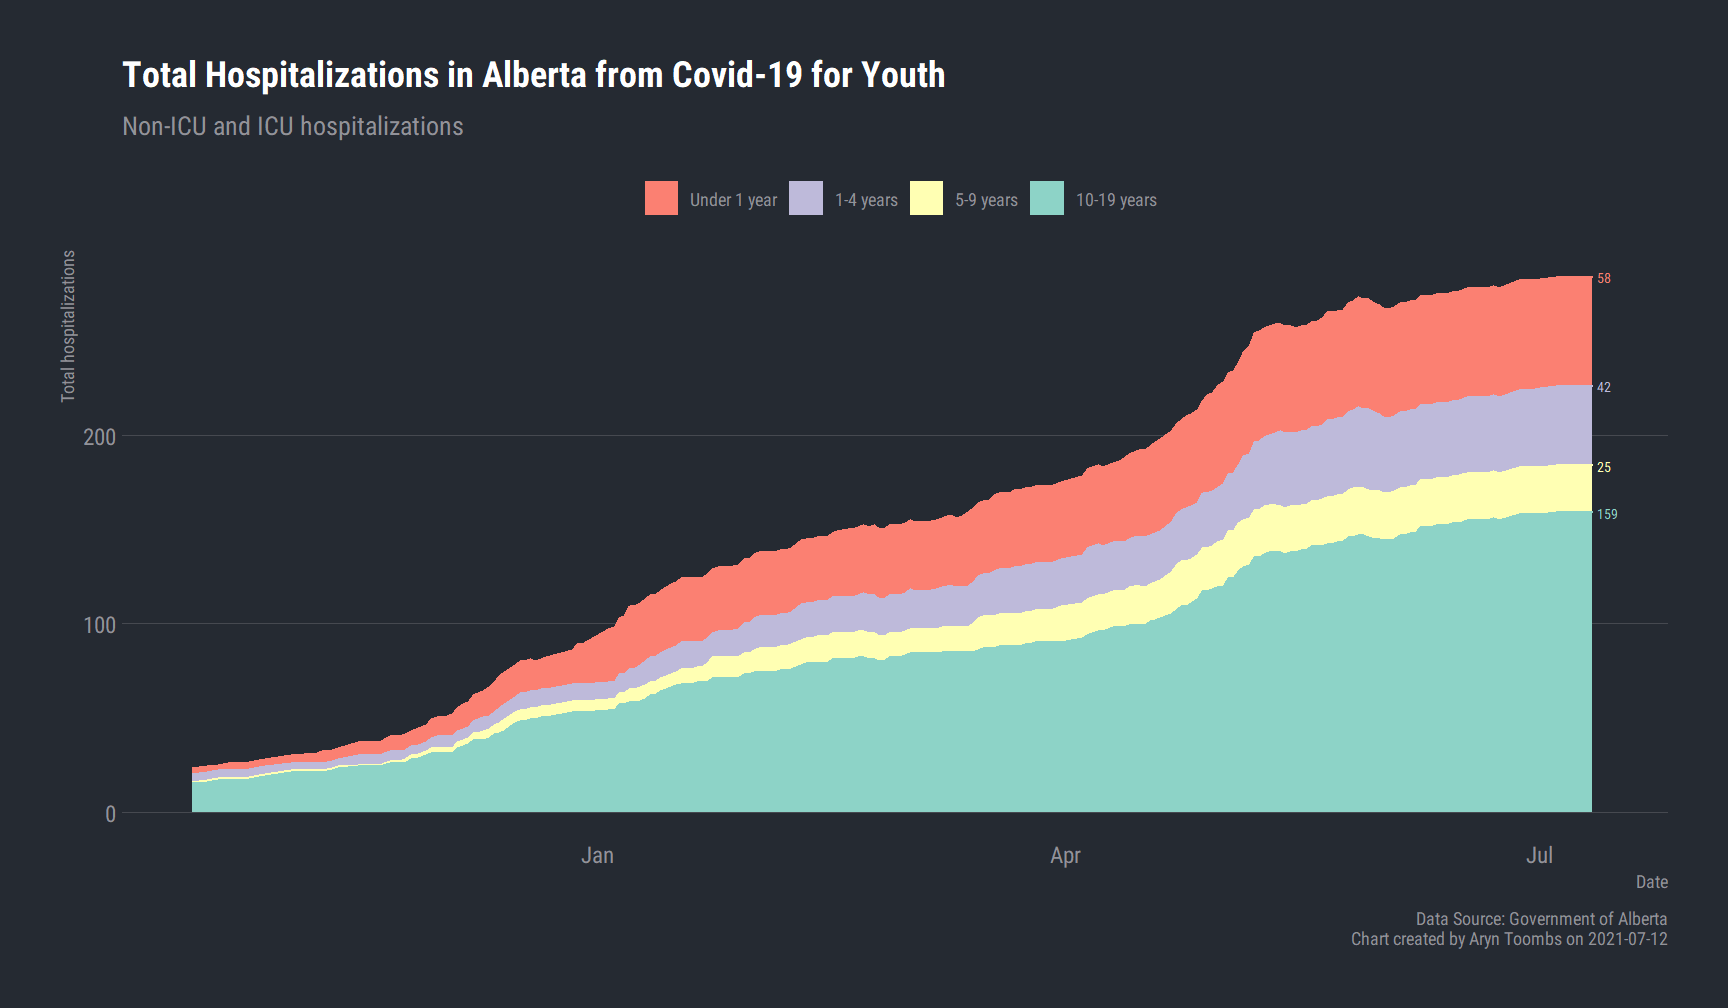 Total Hospitalizations in Alberta from Covid-19 for Youth
Non-ICU and ICU hospitalizations
Under 1 year
1-4 years
5-9 years
10-19 years
Total hospitalizations
58
42
200
25
159
100
0
Jan
Apr
Jul
Date
Data Source: Government of Alberta
Chart created by Aryn Toombs on 2021-07-12